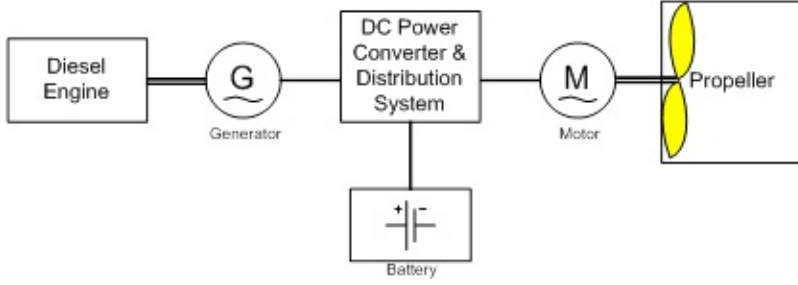 Diesel
Engine
G
Generator
DC Power
Converter &
Distribution
System
M
Motor
Propeller
+ -
Battery